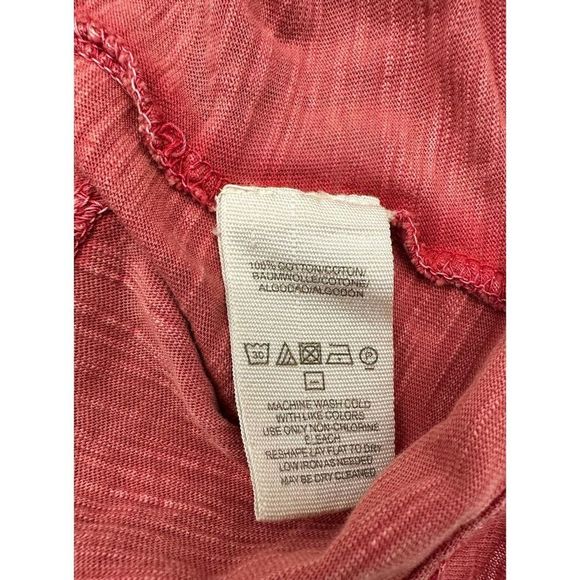 100% COTTON/COTON/
BAUMWOLLE/COTONE/
ALGODAO/ALGODON
30 P
MACHINE WASH COLD
WITH LIKE COLORS
USE ONLY NON-CHLORINE
BLEACH
RESHAPE LAY FLAT TO DRY
LOW IRON AS NEEDED
MAY BE DRY CLEANED